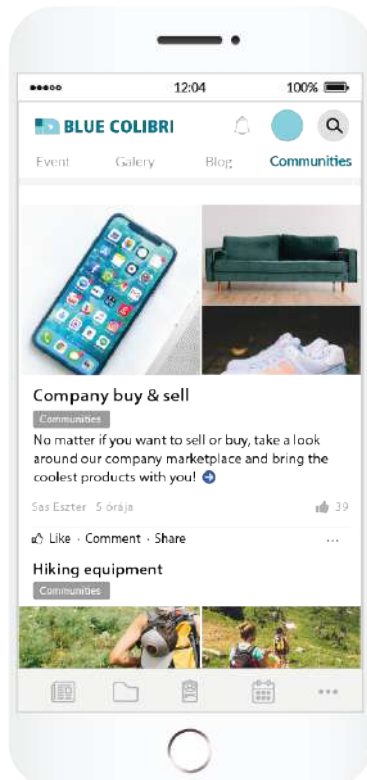 12:04
100%
BLUE COLIBRI
Event Galery Blog Communities
Company buy & sell
Communities
No matter if you want to sell or buy, take a look
around our company marketplace and bring the
coolest products with you!
Sas Eszter 5 órája 39
Like · Comment · Share ...
Hiking equipment
Communities